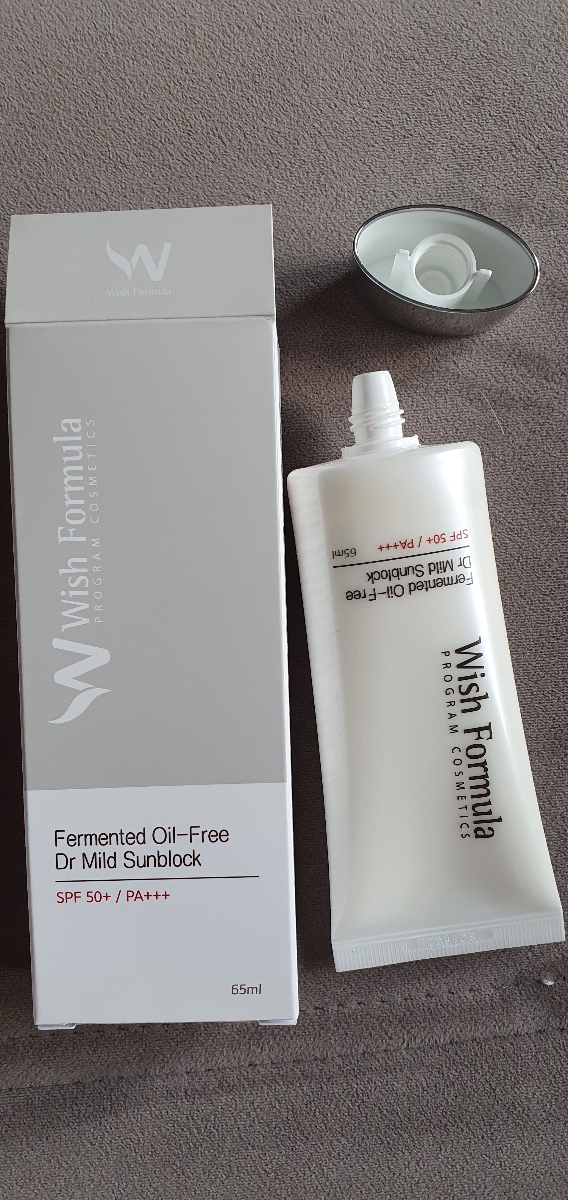 Wish Formula
Wish Formula
PROGRAM COSMETICS
Fermented Oil-Free
Dr Mild Sunblock
SPF 50+ / PA+++
65ml
Wish Formula
PROGRAM COSMETICS
Fermented Oil-Free
Dr Mild Sunblock
SPF 50+ / PA+++
65ml